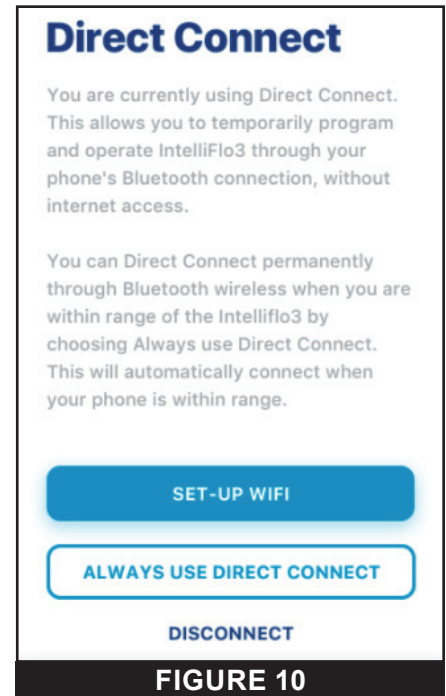 Direct Connect
You are currently using Direct Connect.
This allows you to temporarily program
and operate IntelliFlo3 through your
phone's Bluetooth connection, without
internet access.
You can Direct Connect permanently
through Bluetooth wireless when you are
within range of the Intelliflo3 by
choosing Always use Direct Connect.
This will automatically connect when
your phone is within range.
SET-UP WIFI
ALWAYS USE DIRECT CONNECT
DISCONNECT
FIGURE 10